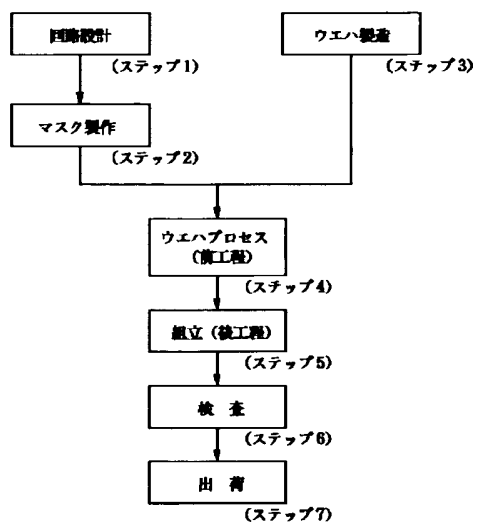 回路設計
(ステップ1)
ウエハ製造
(ステップ3)
マスク製作
(ステップ2)
ウエハプロセス
(前工程)
(ステップ4)
組立(後工程)
(ステップ5)
検 査
(ステップ6)
出 荷
(ステップ7)